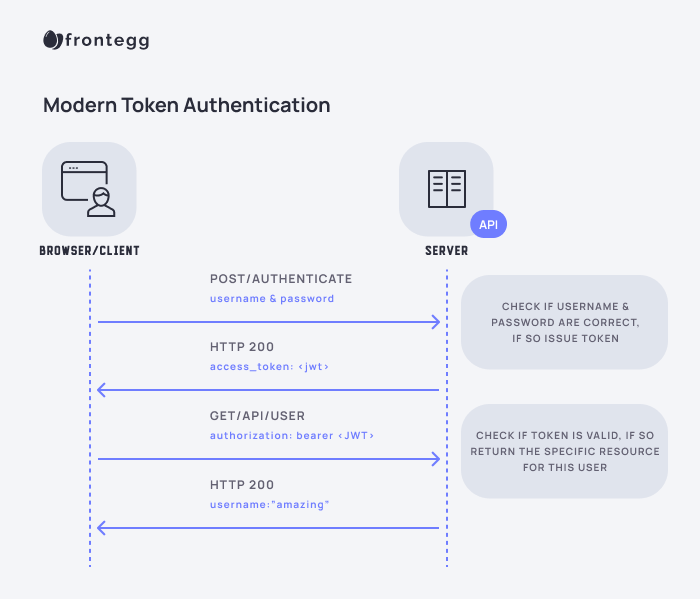 frontegg
Modern Token Authentication
API
BROWSER/CLIENT
SERVER
POST/AUTHENTICATE
username & password
CHECK IF USERNAME &
PASSWORD ARE CORRECT,
IF SO ISSUE TOKEN
HTTP 200
access_token: <jwt>
GET/API/USER
authorization: bearer <JWT>
CHECK IF TOKEN IS VALID, IF SO
RETURN THE SPECIFIC RESOURCE
FOR THIS USER
HTTP 200
username:"amazing"